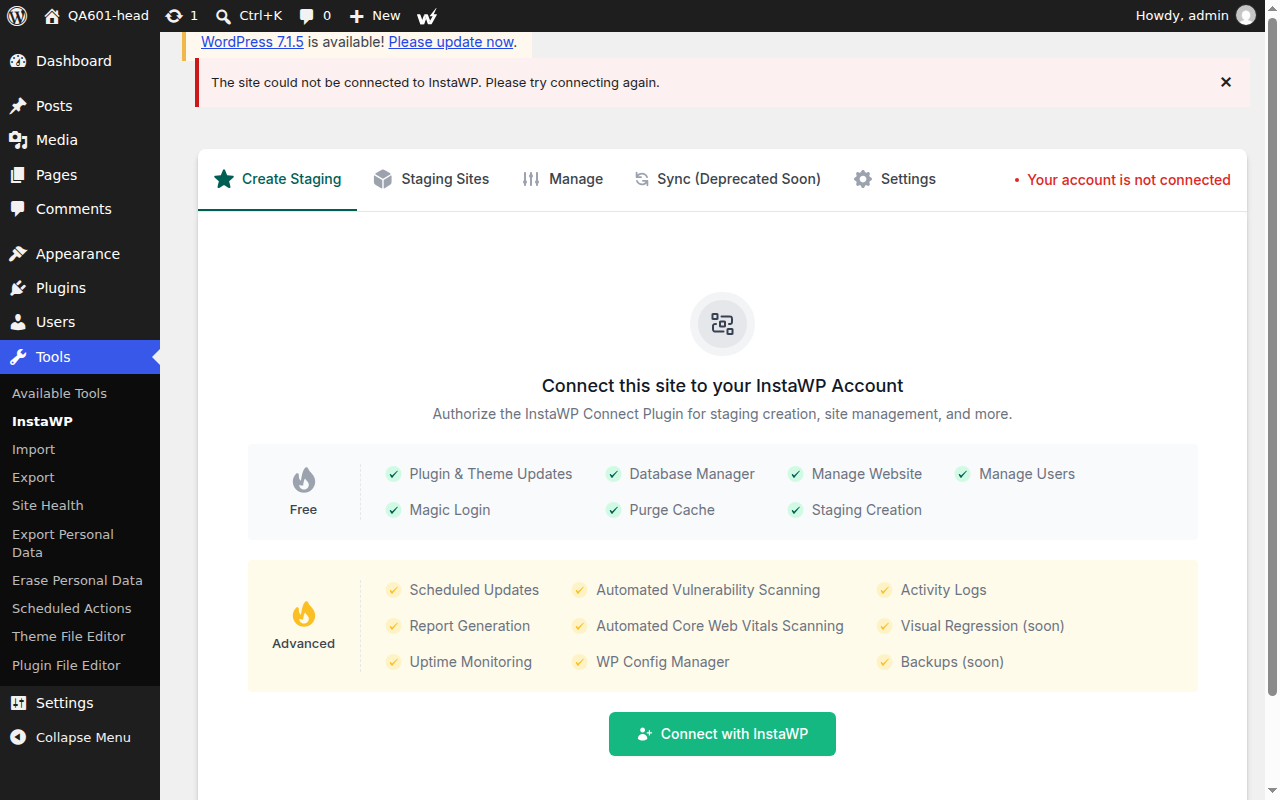 QA601-head
1
Ctrl+K
0
New
Howdy, admin
Dashboard
Posts
Media
Pages
Comments
Appearance
Plugins
Users
Tools
Available Tools
InstaWP
Import
Export
Site Health
Export Personal
Data
Erase Personal Data
Scheduled Actions
Theme File Editor
Plugin File Editor
Settings
Collapse Menu
WordPress 7.1.5 is available! Please update now.
The site could not be connected to InstaWP. Please try connecting again.
Create Staging
Staging Sites
Manage
Sync (Deprecated Soon)
Settings
• Your account is not connected
Connect this site to your InstaWP Account
Authorize the InstaWP Connect Plugin for staging creation, site management, and more.
Free
Plugin & Theme Updates
Database Manager
Manage Website
Manage Users
Magic Login
Purge Cache
Staging Creation
Advanced
Scheduled Updates
Automated Vulnerability Scanning
Activity Logs
Report Generation
Automated Core Web Vitals Scanning
Visual Regression (soon)
Uptime Monitoring
WP Config Manager
Backups (soon)
Connect with InstaWP